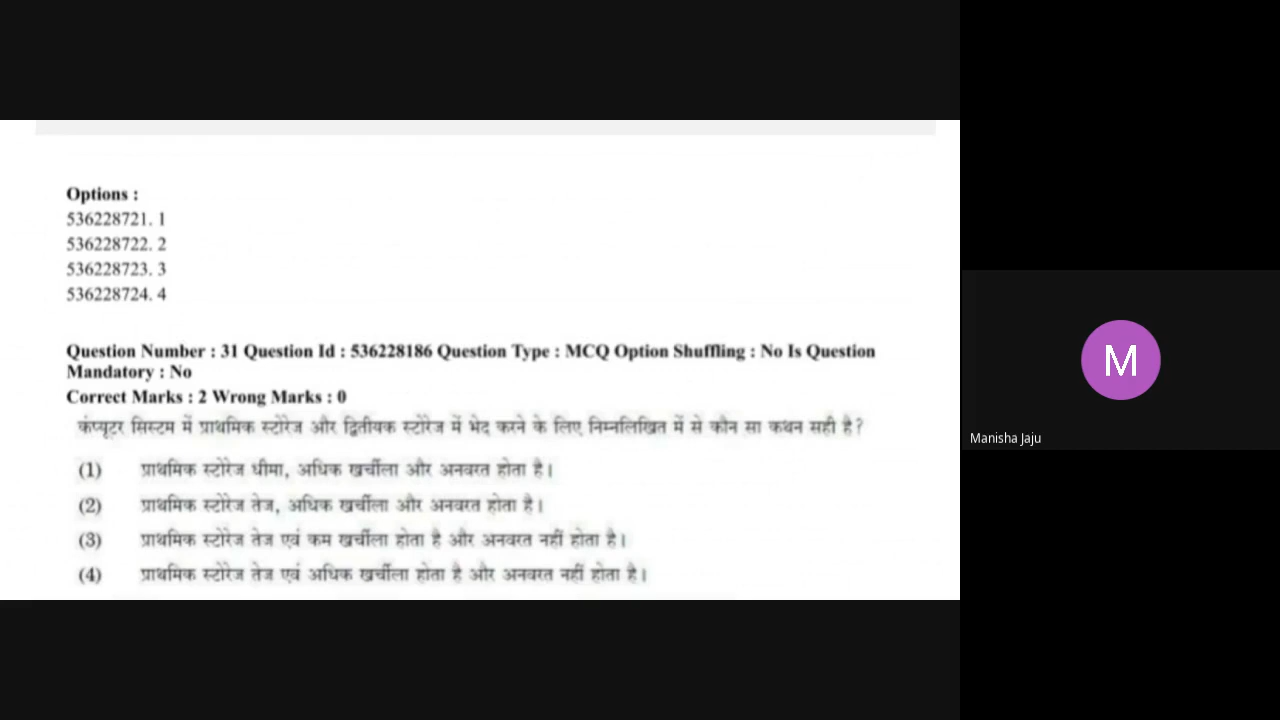 Options :
536228721. 1
536228722. 2
536228723. 3
536228724. 4
Question Number : 31 Question Id : 536228186 Question Type : MCQ Option Shuffling : No Is Question
Mandatory : No
Correct Marks : 2 Wrong Marks : 0
कंप्यूटर सिस्टम में प्राथमिक स्टोरेज और द्वितीयक स्टोरेज में भेद करने के लिए निम्नलिखित में से कौन सा कथन सही है?
(1) प्राथमिक स्टोरेज धीमा, अधिक खर्चीला और अनवरत होता है।
(2) प्राथमिक स्टोरेज तेज, अधिक खर्चीला और अनवरत होता है।
(3) प्राथमिक स्टोरेज तेज एवं कम खर्चीला होता है और अनवरत नहीं होता है।
(4) प्राथमिक स्टोरेज तेज एवं अधिक खर्चीला होता है और अनवरत नहीं होता है।
M
Manisha Jaju